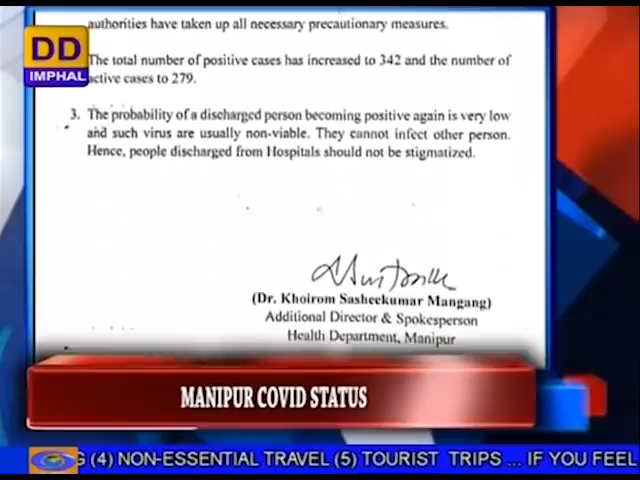 authorities have taken up all necessary precautionary measures.
DD
IMPHAL
The total number of positive cases has increased to 342 and the number of
active cases to 279.
3. The probability of a discharged person becoming positive again is very low
and such virus are usually non-viable. They cannot infect other person.
Hence, people discharged from Hospitals should not be stigmatized.
(Dr. Khoirom Sasheekumar Mangang)
Additional Director & Spokesperson
Health Department, Manipur
MANIPUR COVID STATUS
(4) NON-ESSENTIAL TRAVEL (5) TOURIST TRIPS ... IF YOU FEEL